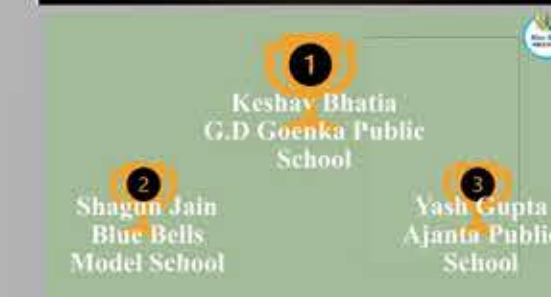 1
Keshav Bhatia
G.D Goenka Public
School
2
Shagun Jain
Blue Bells
Model School
3
Yash Gupta
Ajanta Public
School